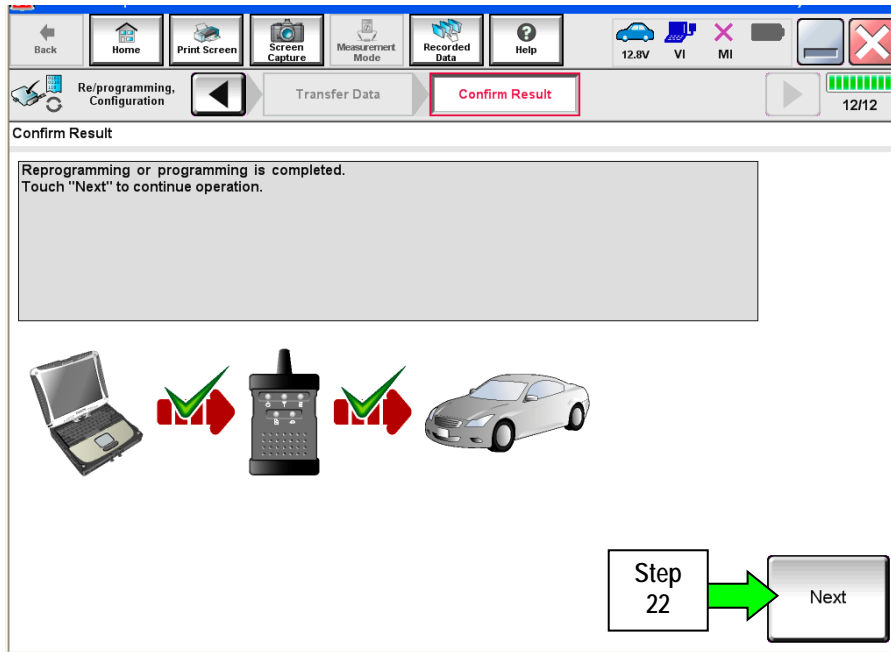 Back
Home
Print Screen
Screen
Capture
Measurement
Mode
Recorded
Data
Help
12.8V
VI
MI
Re/programming,
Configuration
Transfer Data
Confirm Result
12/12
Confirm Result
Reprogramming or programming is completed.
Touch "Next" to continue operation.
Step
22
Next